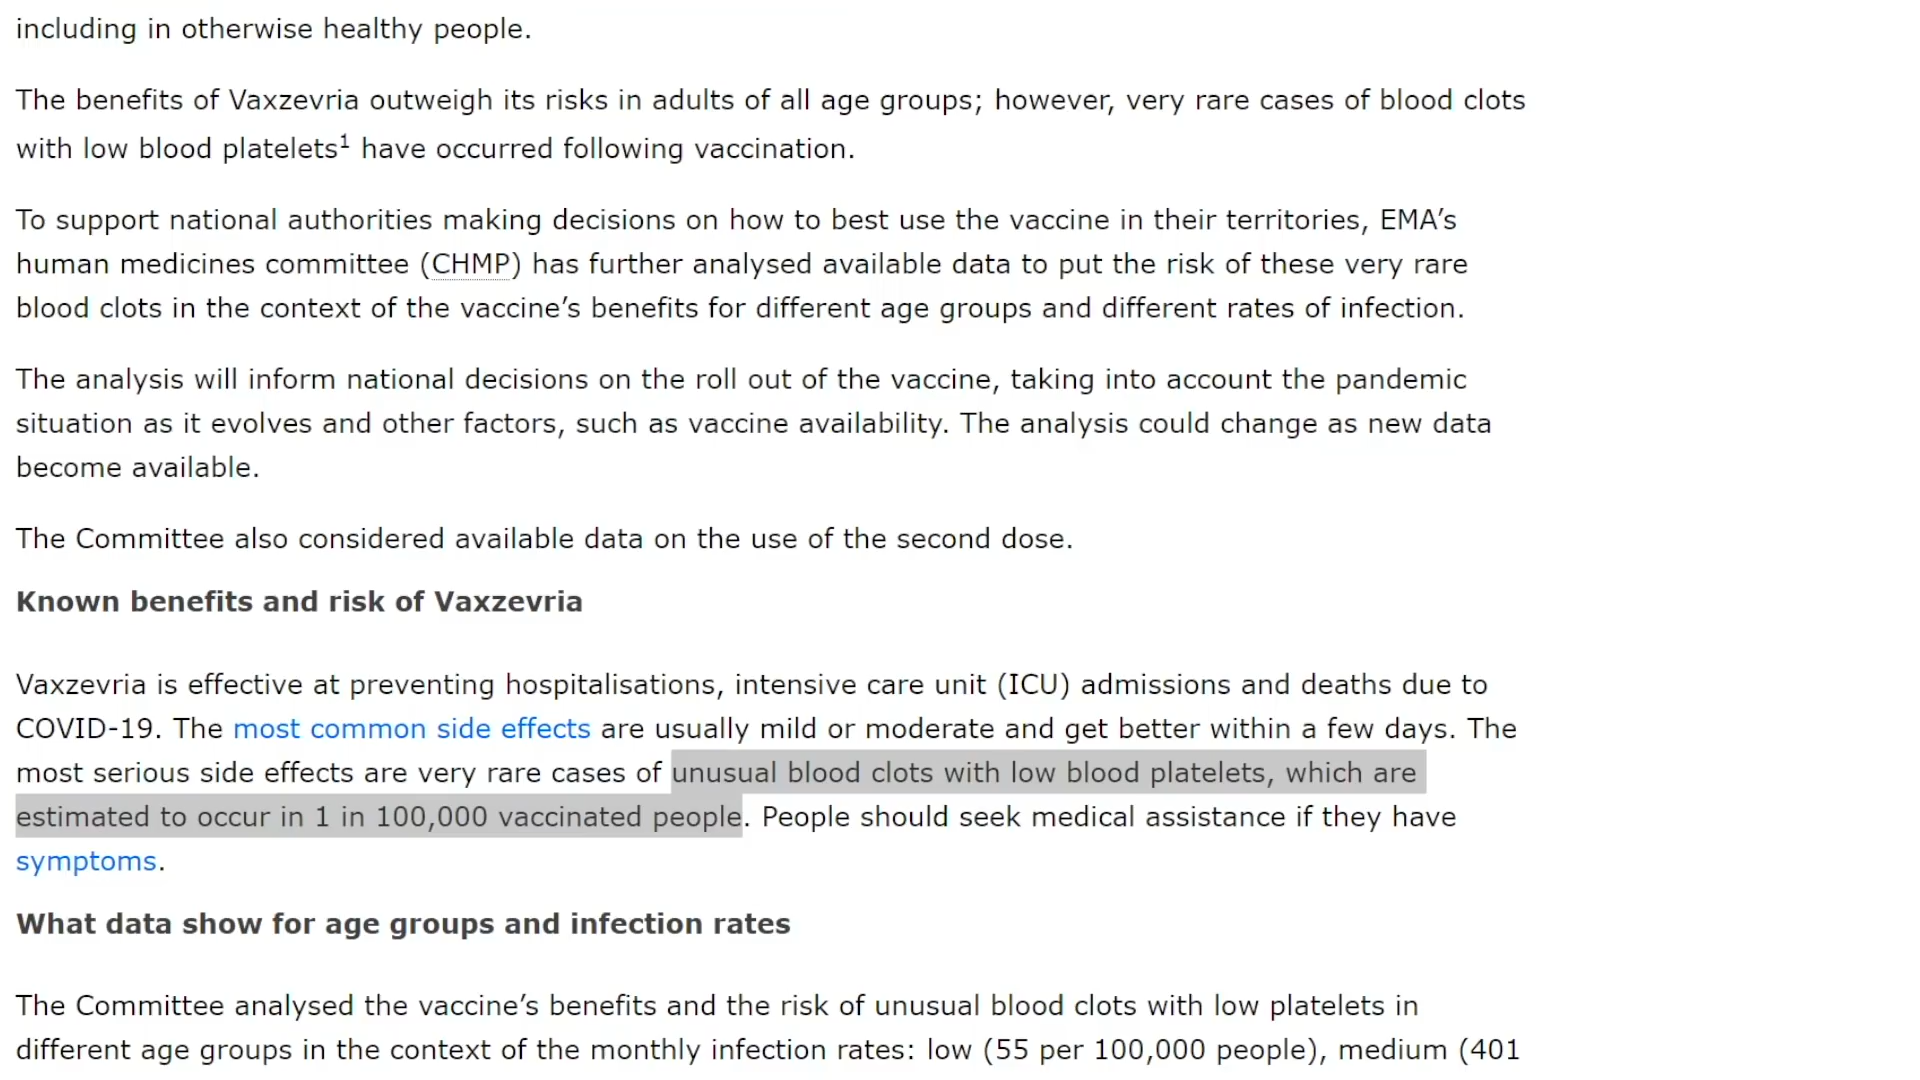 including in otherwise healthy people.
The benefits of Vaxzevria outweigh its risks in adults of all age groups; however, very rare cases of blood clots
with low blood platelets¹ have occurred following vaccination.
To support national authorities making decisions on how to best use the vaccine in their territories, EMA’s
human medicines committee (CHMP) has further analysed available data to put the risk of these very rare
blood clots in the context of the vaccine’s benefits for different age groups and different rates of infection.
The analysis will inform national decisions on the roll out of the vaccine, taking into account the pandemic
situation as it evolves and other factors, such as vaccine availability. The analysis could change as new data
become available.
The Committee also considered available data on the use of the second dose.
Known benefits and risk of Vaxzevria
Vaxzevria is effective at preventing hospitalisations, intensive care unit (ICU) admissions and deaths due to
COVID-19. The most common side effects are usually mild or moderate and get better within a few days. The
most serious side effects are very rare cases of unusual blood clots with low blood platelets, which are
estimated to occur in 1 in 100,000 vaccinated people. People should seek medical assistance if they have
symptoms.
What data show for age groups and infection rates
The Committee analysed the vaccine’s benefits and the risk of unusual blood clots with low platelets in
different age groups in the context of the monthly infection rates: low (55 per 100,000 people), medium (401